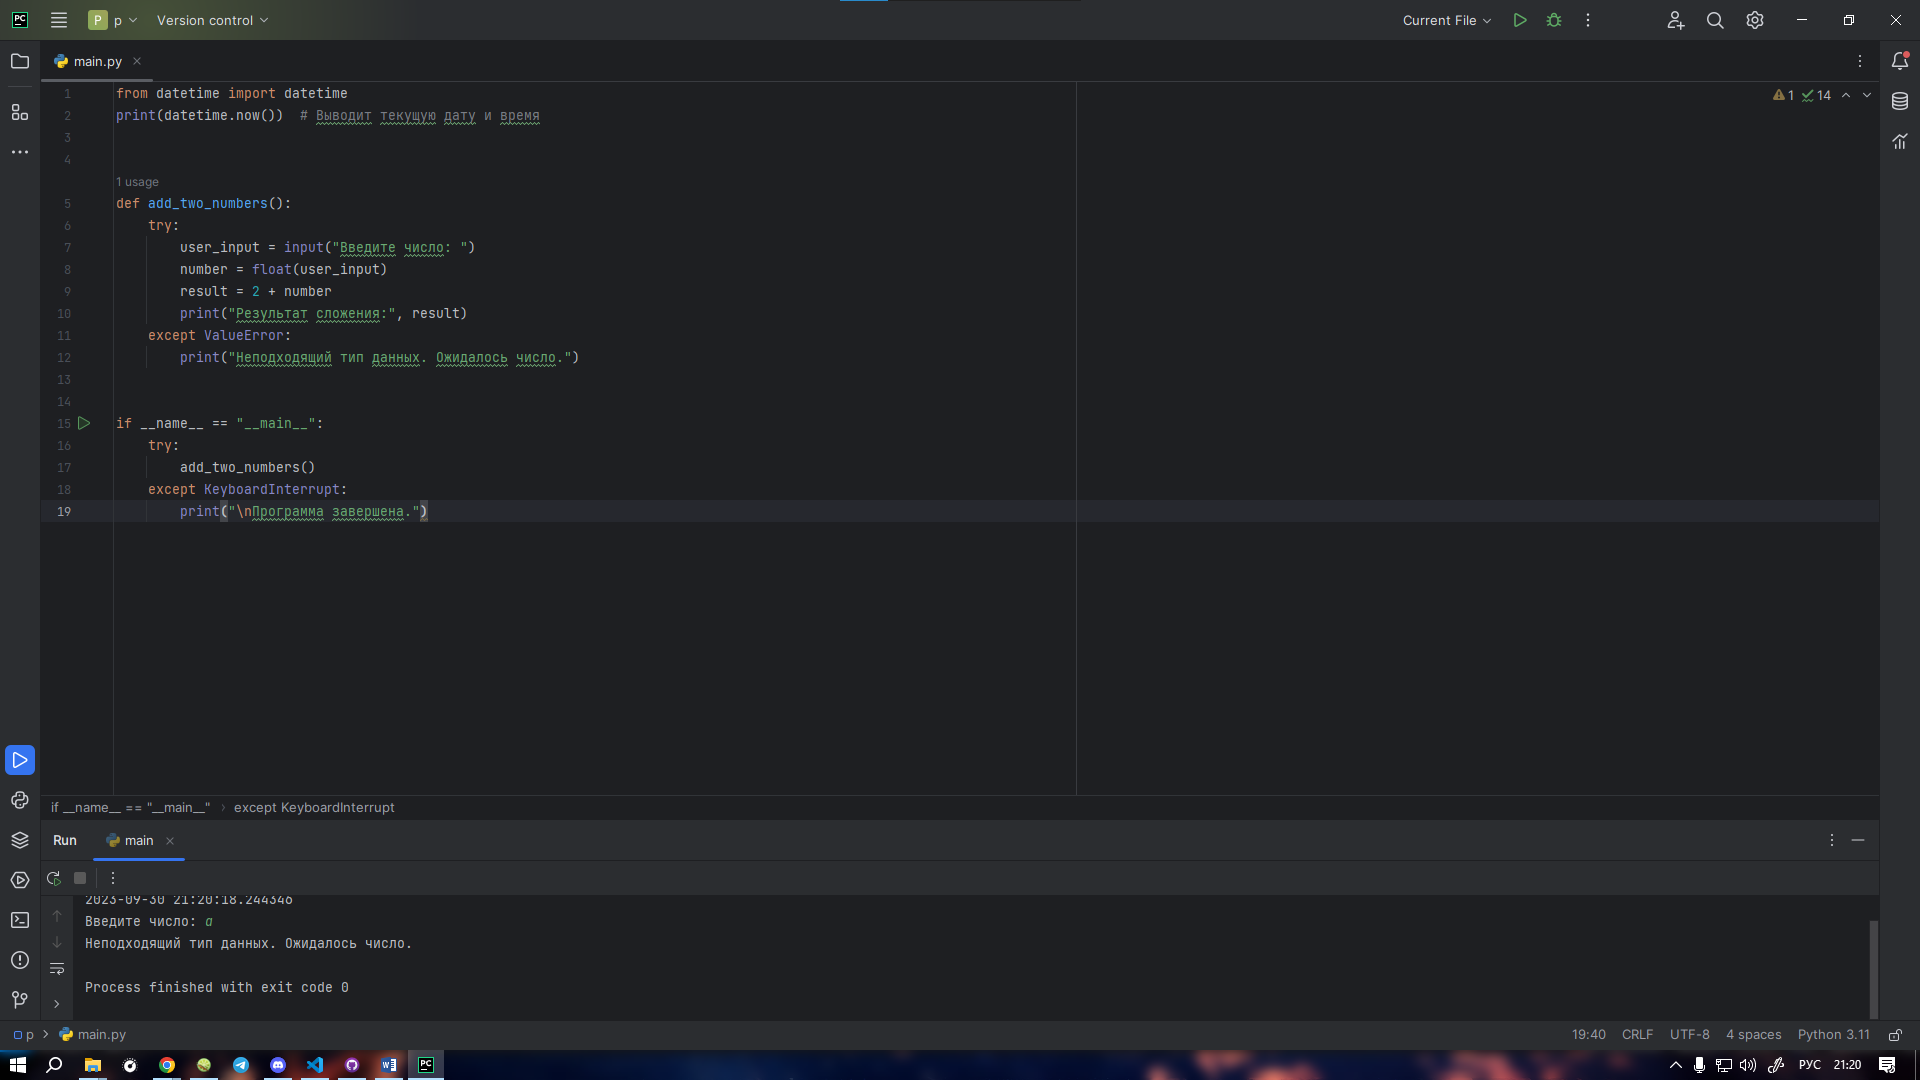 PC P p Version control Current File
main.py
1 from datetime import datetime
1 14
2 print(datetime.now())  # Выводит текущую дату и время
3
4
1 usage
5 def add_two_numbers():
6     try:
7         user_input = input("Введите число: ")
8         number = float(user_input)
9         result = 2 + number
10         print("Результат сложения:", result)
11     except ValueError:
12         print("Неподходящий тип данных. Ожидалось число.")
13
14
15 if __name__ == "__main__":
16     try:
17         add_two_numbers()
18     except KeyboardInterrupt:
19         print("\nПрограмма завершена.")
if __name__ == "__main__" › except KeyboardInterrupt
Run main
2023-09-30 21:20:18.244346
Введите число: а
Неподходящий тип данных. Ожидалось число.
Process finished with exit code 0
p > main.py 19:40 CRLF UTF-8 4 spaces Python 3.11
W PC РУС 21:20